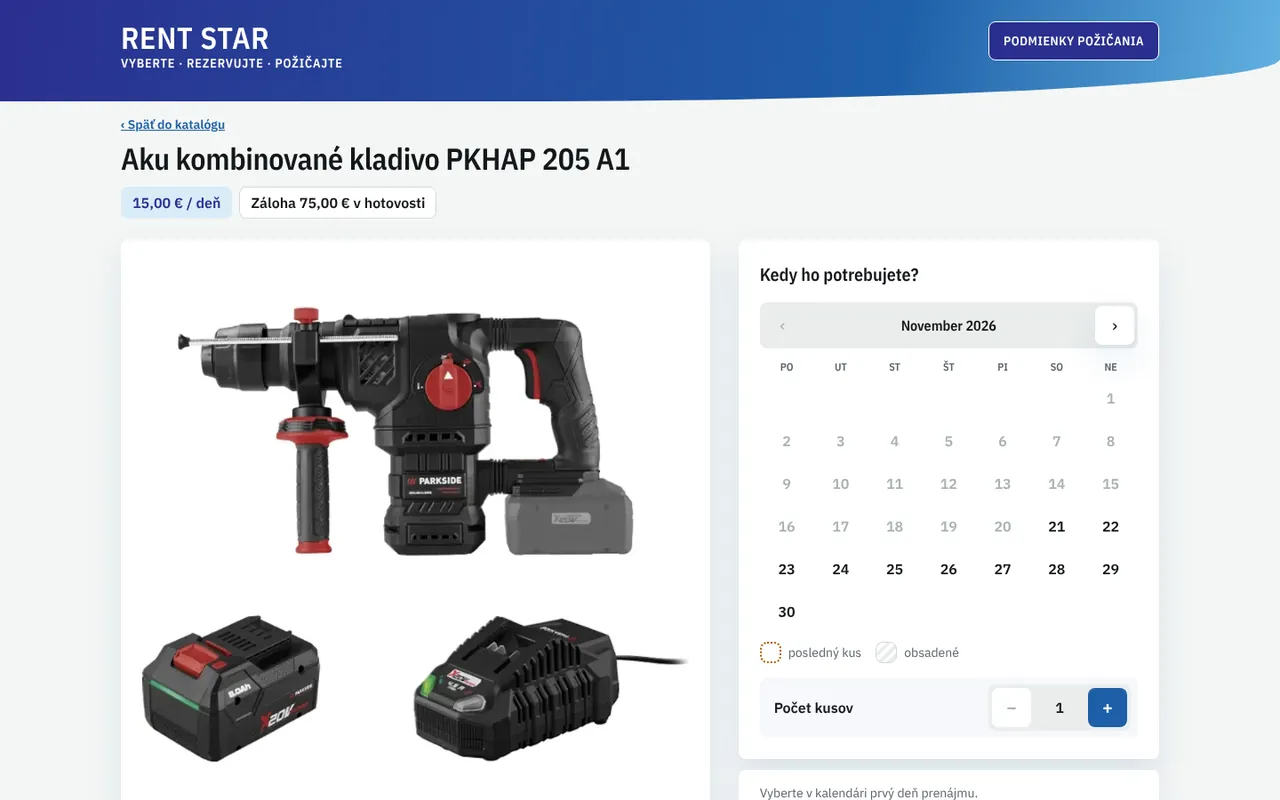 RENT STAR
VYBERTE · REZERVUJTE · POŽIČAJTE
PODMIENKY POŽIČANIA
‹ Späť do katalógu
Aku kombinované kladivo PKHAP 205 A1
15,00 € / deň
Záloha 75,00 € v hotovosti
PARKSIDE
8.0Ah
X20V
Kedy ho potrebujete?
‹ November 2026 ›
PO UT ST ŠT PI SO NE
1
2 3 4 5 6 7 8
9 10 11 12 13 14 15
16 17 18 19 20 21 22
23 24 25 26 27 28 29
30
posledný kus obsadené
Počet kusov − 1 +
Vyberte v kalendári prvý deň prenájmu.